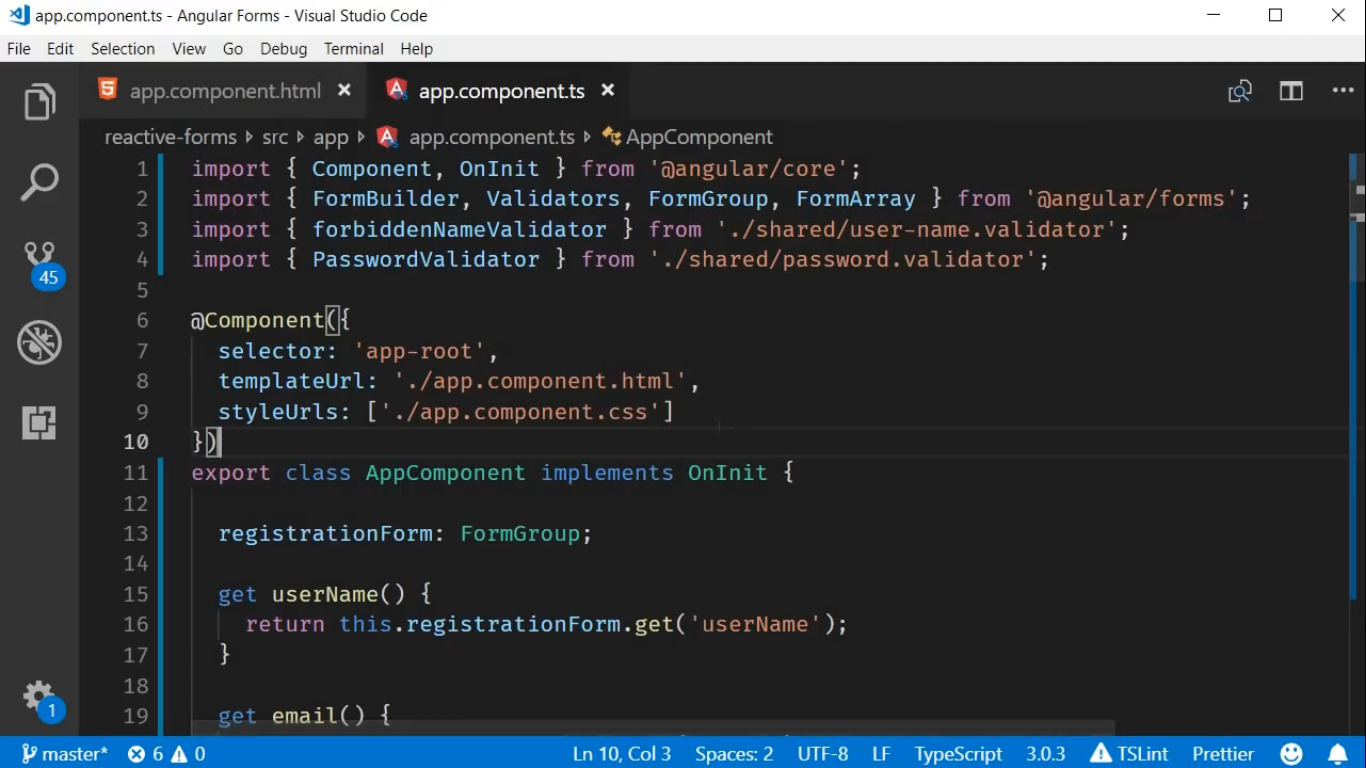 app.component.ts - Angular Forms - Visual Studio Code
File Edit Selection View Go Debug Terminal Help
app.component.html app.component.ts
reactive-forms src app app.component.ts AppComponent
1 import { Component, OnInit } from '@angular/core';
2 import { FormBuilder, Validators, FormGroup, FormArray } from '@angular/forms';
3 import { forbiddenNameValidator } from './shared/user-name.validator';
4 import { PasswordValidator } from './shared/password.validator';
5
6 @Component({
7 selector: 'app-root',
8 templateUrl: './app.component.html',
9 styleUrls: ['./app.component.css']
10 })
11 export class AppComponent implements OnInit {
12
13 registrationForm: FormGroup;
14
15 get userName() {
16 return this.registrationForm.get('userName');
17 }
18
19 get email() {
45
1
master* 6 0 Ln 10, Col 3 Spaces: 2 UTF-8 LF TypeScript 3.0.3 TSLint Prettier